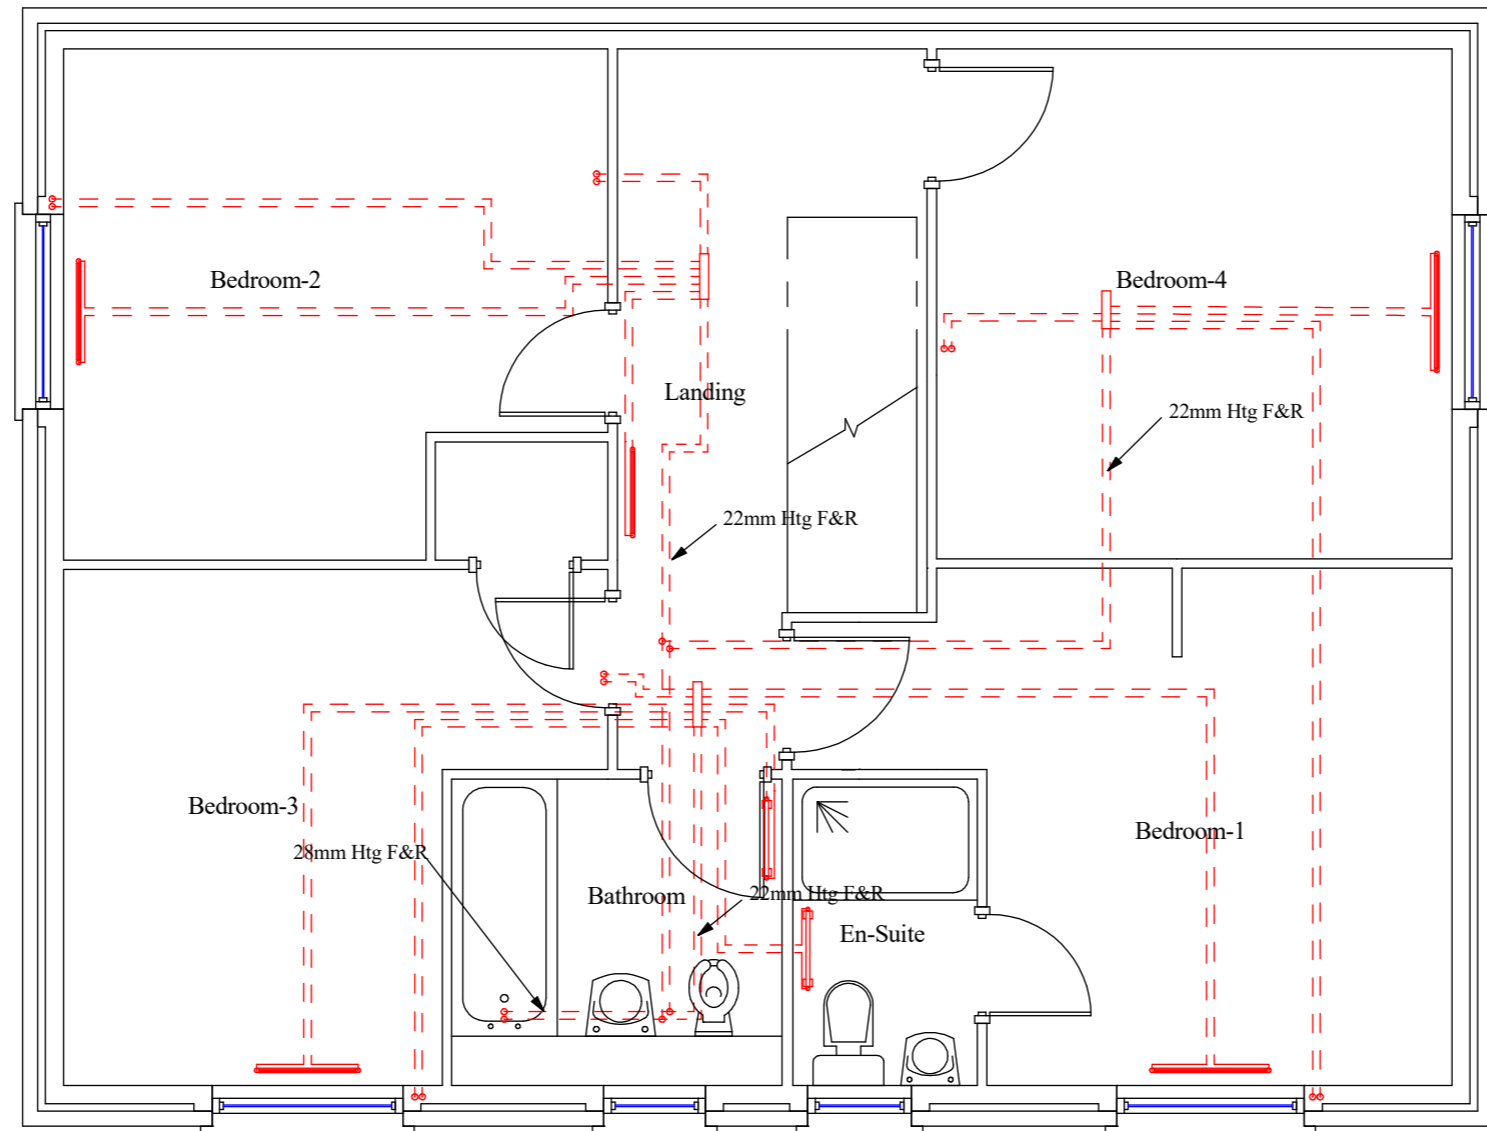 Bedroom-2
Bedroom-4
Landing
22mm Htg F&R
22mm Htg F&R
Bedroom-3
Bedroom-1
28mm Htg F&R
Bathroom
22mm Htg F&R
En-Suite